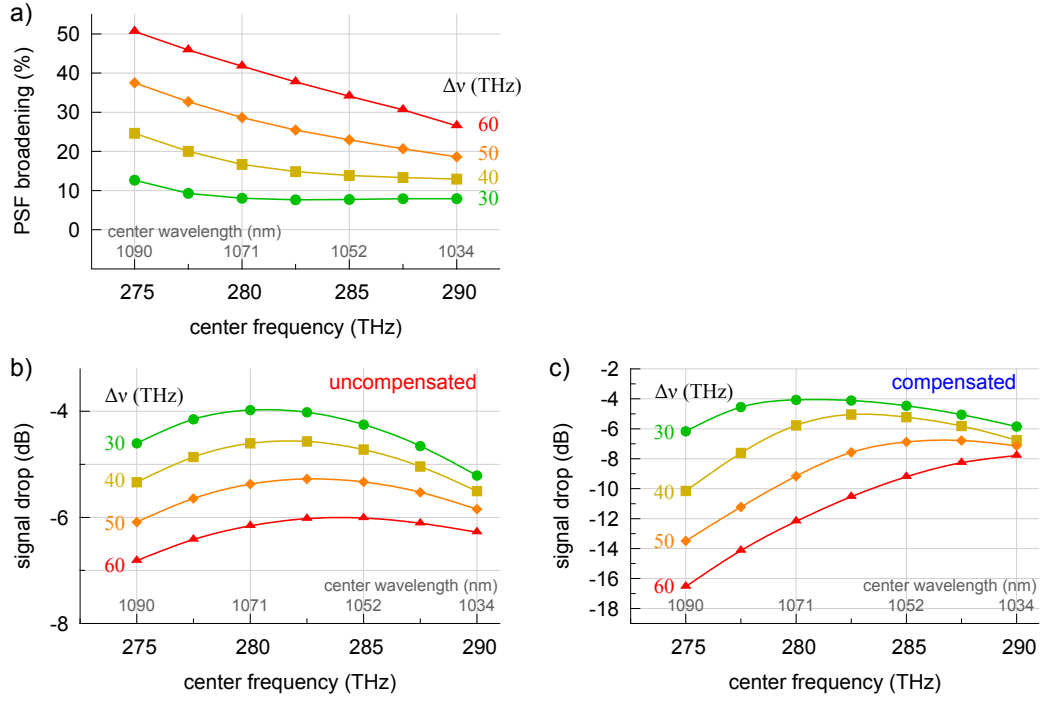 a)
50
40
30
20
10
0
PSF broadening (%)
Δν (THz)
60
50
40
30
center wavelength (nm)
1090 1071 1052 1034
275 280 285 290
center frequency (THz)
b)
uncompensated
Δν (THz)
30
40
50
60
-4
-6
-8
signal drop (dB)
center wavelength (nm)
1090 1071 1052 1034
275 280 285 290
center frequency (THz)
c)
compensated
Δν (THz)
30
40
50
60
-2
-4
-6
-8
-10
-12
-14
-16
-18
signal drop (dB)
center wavelength (nm)
1090 1071 1052 1034
275 280 285 290
center frequency (THz)